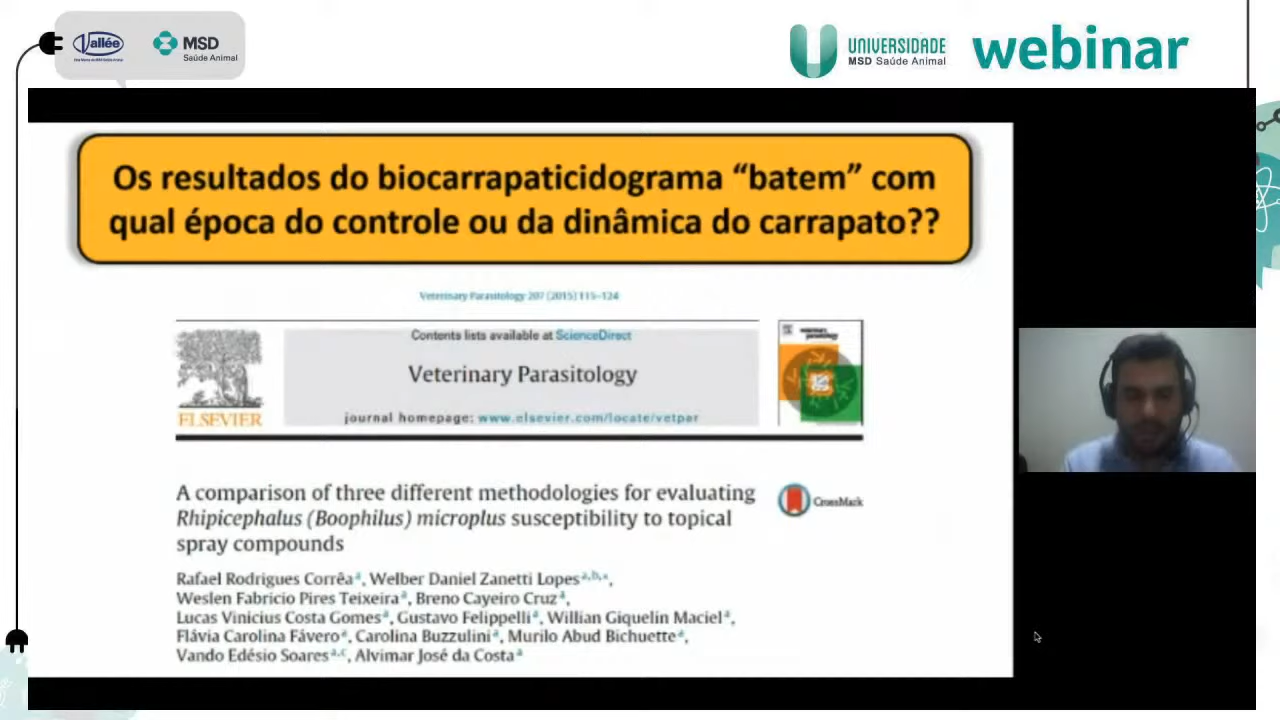 Vallée
MSD
Saúde Animal
UNIVERSIDADE
MSD Saúde Animal
webinar
Os resultados do biocarrapaticidograma “batem” com
qual época do controle ou da dinâmica do carrapato??
Veterinary Parasitology 207 (2015) 115–124
Contents lists available at ScienceDirect
Veterinary Parasitology
journal homepage: www.elsevier.com/locate/vetpar
ELSEVIER
A comparison of three different methodologies for evaluating
Rhipicephalus (Boophilus) microplus susceptibility to topical
spray compounds
CrossMark
Rafael Rodrigues Corrêa a, Welber Daniel Zanetti Lopes a,b,*,
Weslen Fabricio Pires Teixeira a, Breno Cayeiro Cruz a,
Lucas Vinicius Costa Gomes a, Gustavo Felippelli a, Willian Giquelin Maciel a,
Flávia Carolina Fávero a, Carolina Buzzulini a, Murilo Abud Bichuette a,
Vando Edésio Soares a,c, Alvimar José da Costa a